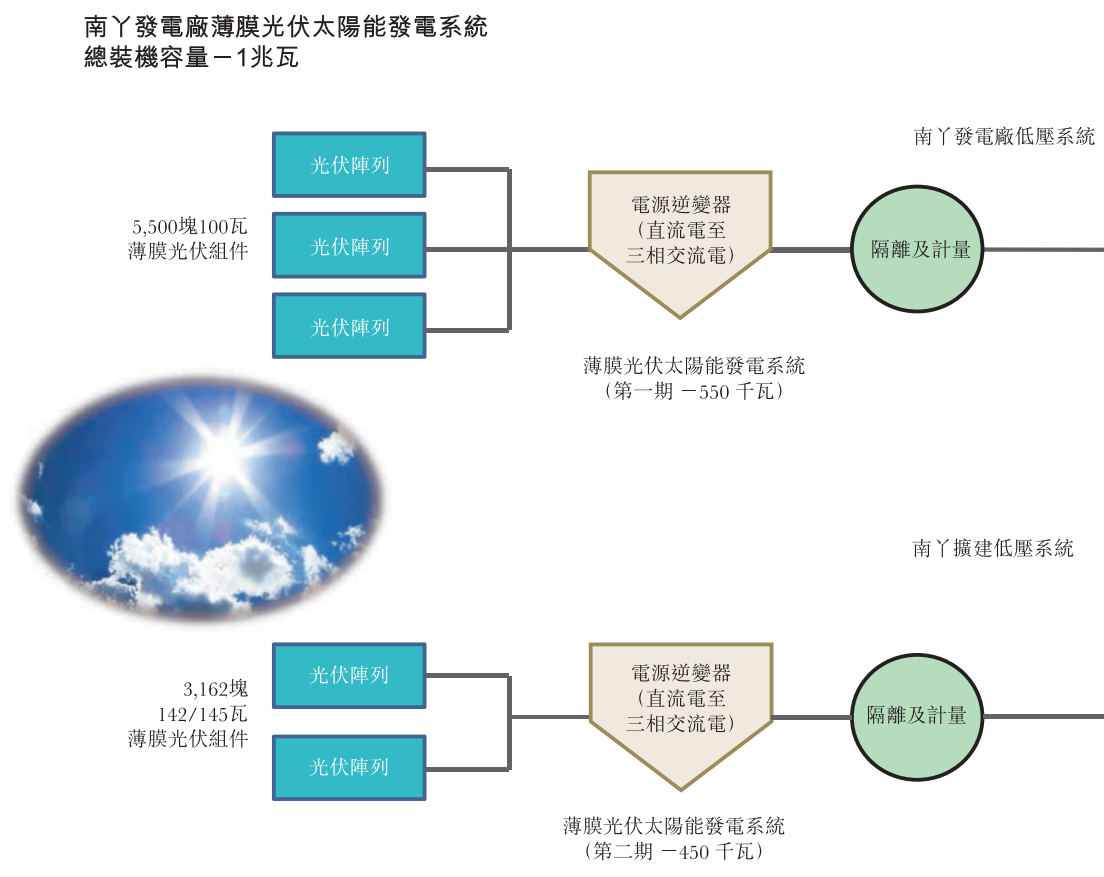 南丫發電廠薄膜光伏太陽能發電系統
總裝機容量－1兆瓦
南丫發電廠低壓系統
5,500塊100瓦
薄膜光伏組件
光伏陣列
光伏陣列
光伏陣列
電源逆變器
（直流電至
三相交流電）
隔離及計量
薄膜光伏太陽能發電系統
（第一期 －550 千瓦）
南丫擴建低壓系統
3,162塊
142/145瓦
薄膜光伏組件
光伏陣列
光伏陣列
電源逆變器
（直流電至
三相交流電）
隔離及計量
薄膜光伏太陽能發電系統
（第二期 －450 千瓦）